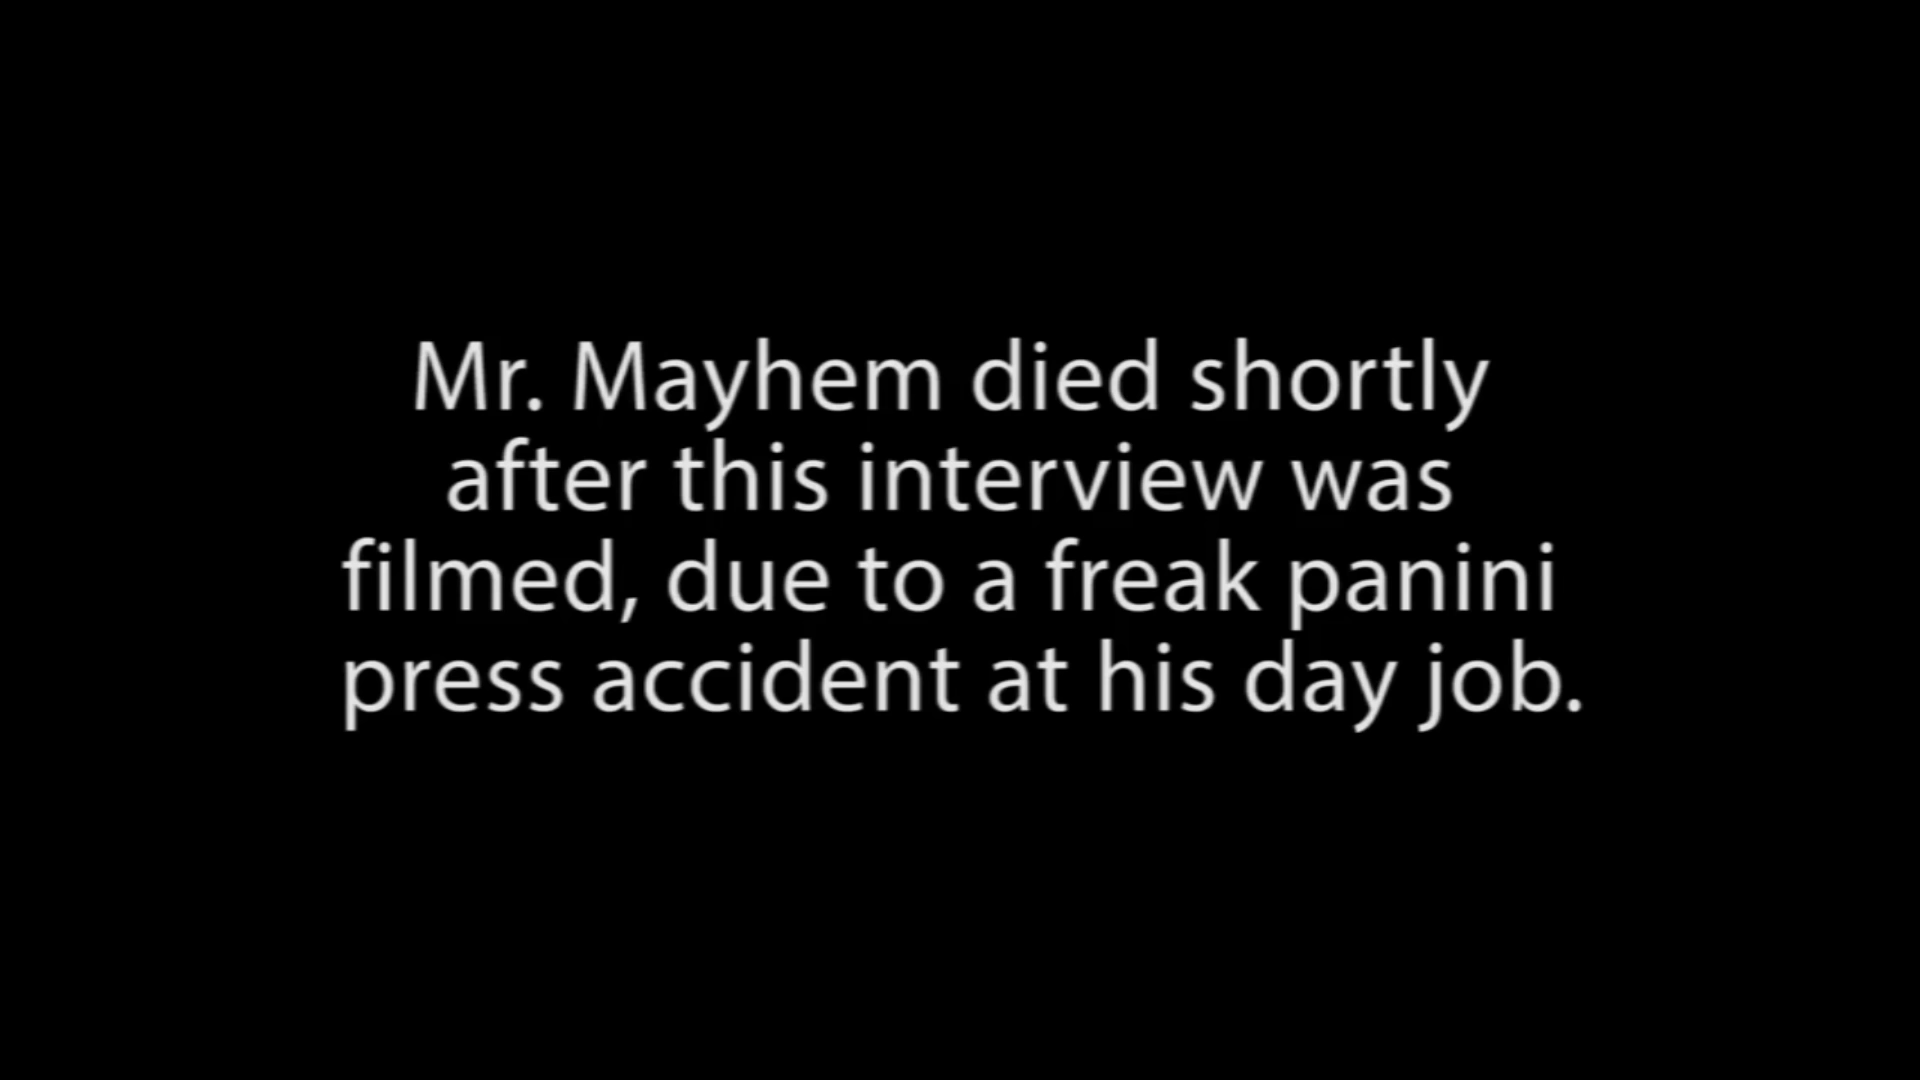 Mr. Mayhem died shortly
after this interview was
filmed, due to a freak panini
press accident at his day job.